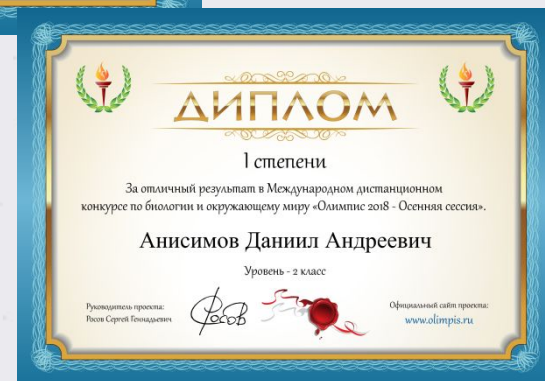 ДИПЛОМ
I степени
За отличный результат в Международном дистанционном
конкурсе по биологии и окружающему миру «Олимпис 2018 - Осенняя сессия».
Анисимов Даниил Андреевич
Уровень - 2 класс
Руководитель проекта:
Росов Сергей Геннадьевич
Росов
Официальный сайт проекта:
www.olimpis.ru